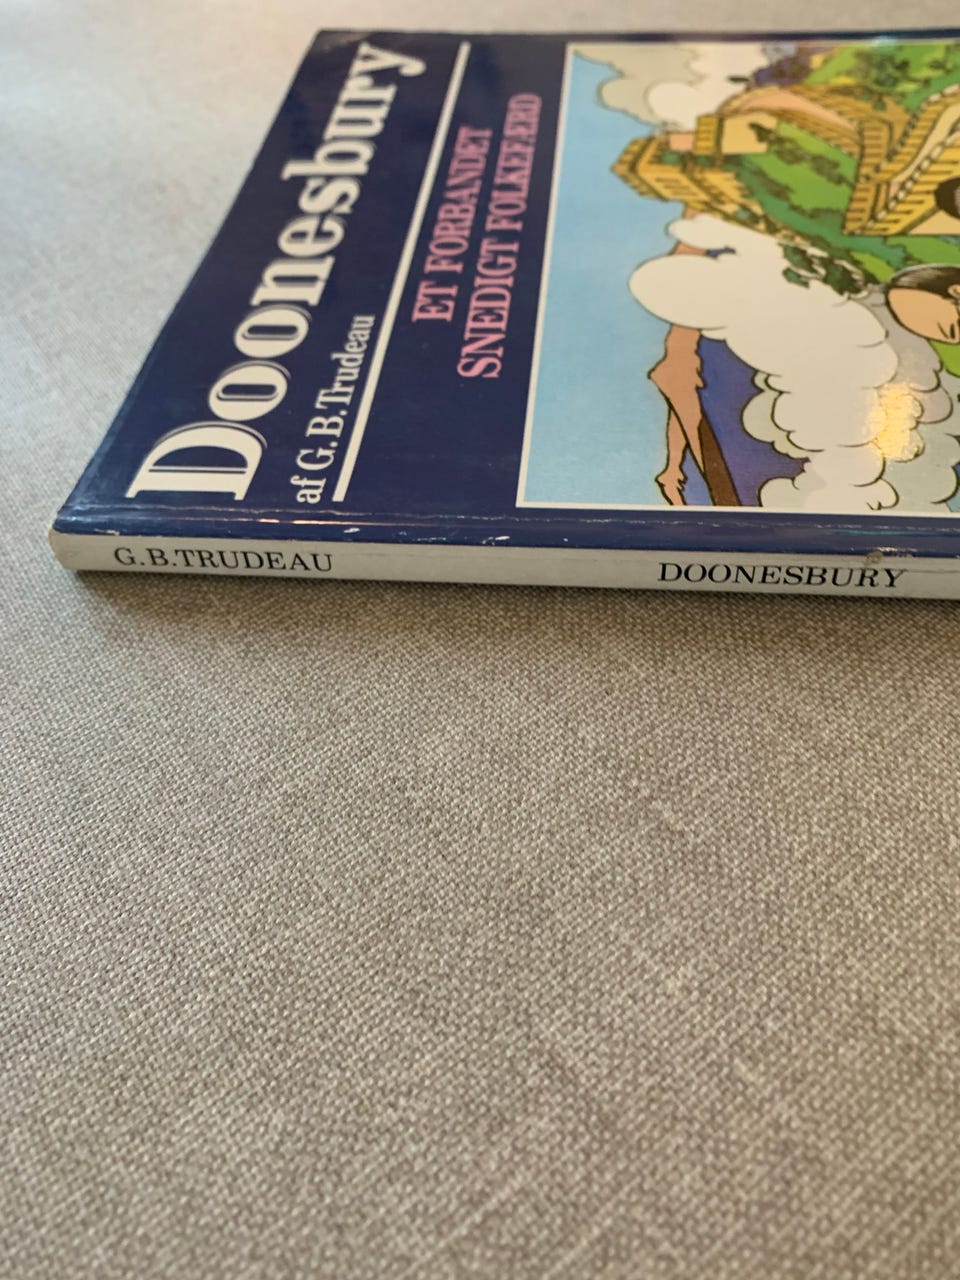 Doonesbury
af G.B.Trudeau
ET FORBANDET
SNEDIGT FOLKEFÆRD
G.B.TRUDEAU
DOONESBURY